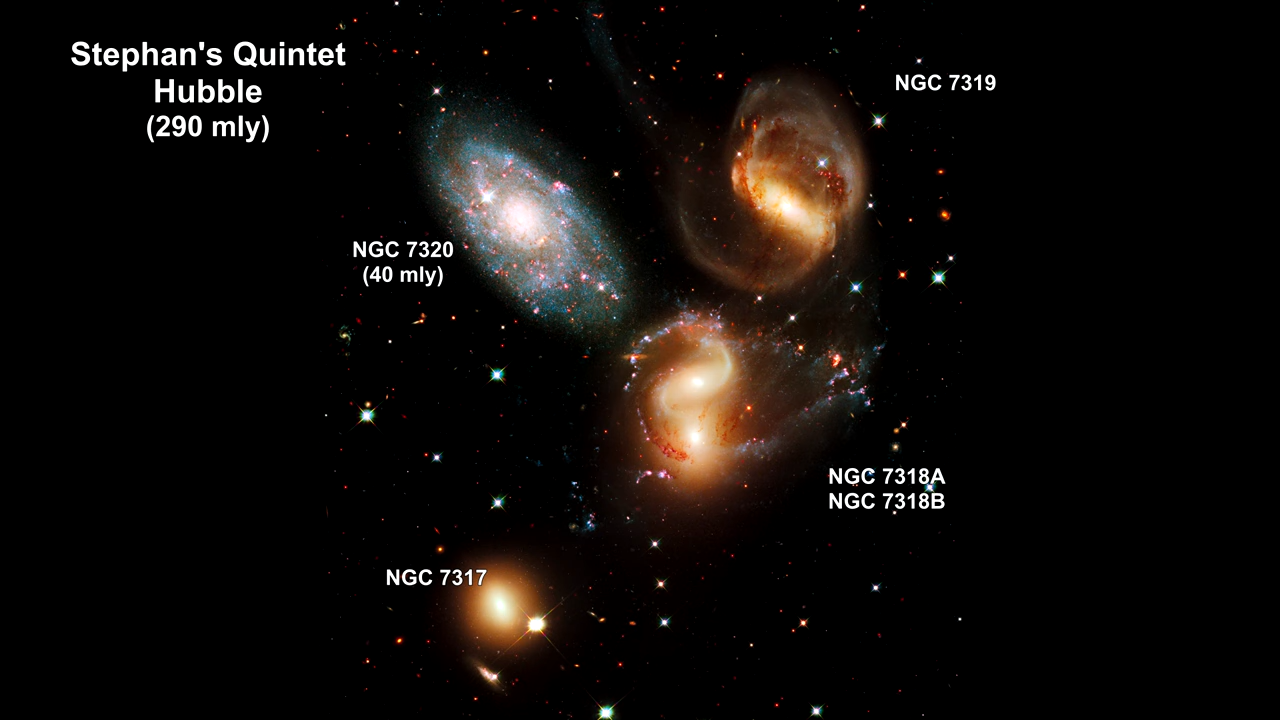 Stephan's Quintet
Hubble
(290 mly)
NGC 7319
NGC 7320
(40 mly)
NGC 7318A
NGC 7318B
NGC 7317